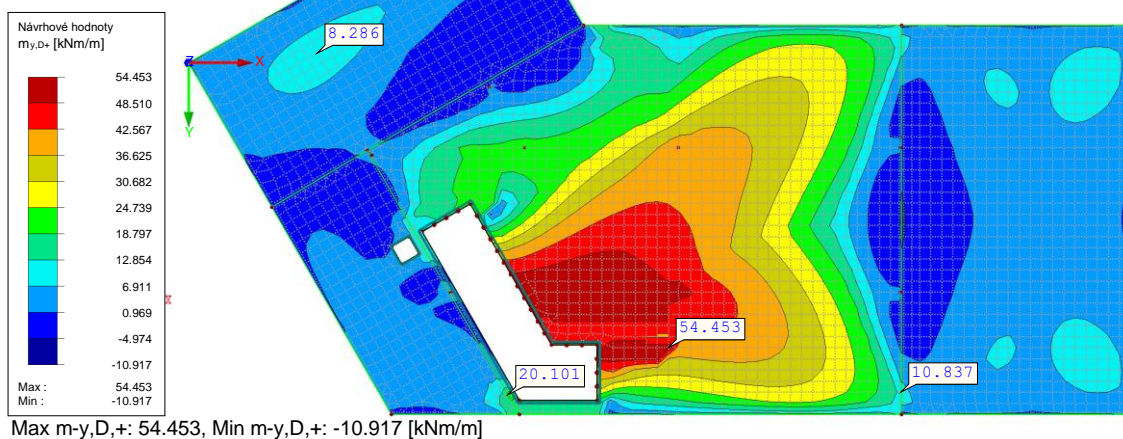 Návrhové hodnoty
my,D+ [kNm/m]
54.453
48.510
42.567
36.625
30.682
24.739
18.797
12.854
6.911
0.969
-4.974
-10.917
Max : 54.453
Min : -10.917
8.286
Z
X
Y
54.453
20.101
10.837
Max m-y,D,+: 54.453, Min m-y,D,+: -10.917 [kNm/m]